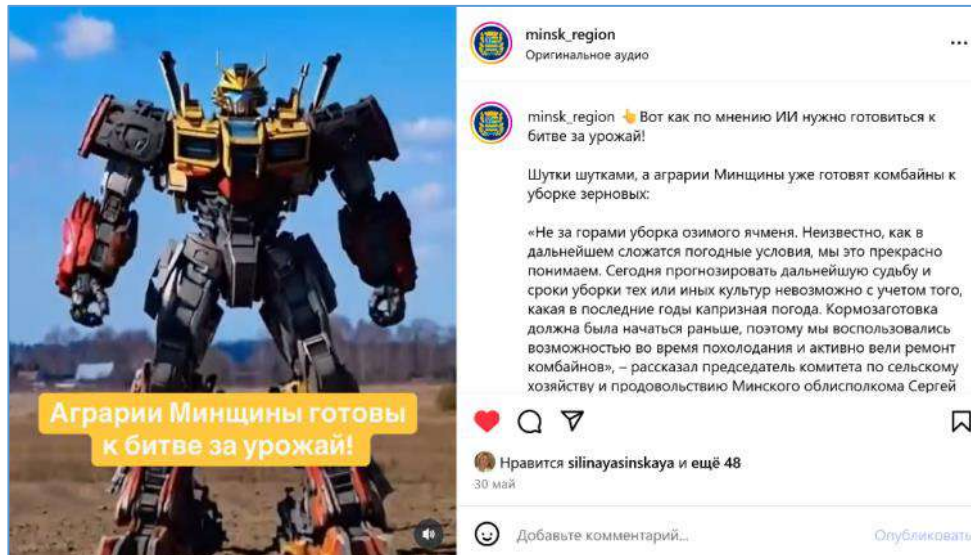 Аграрии Минщины готовы
к битве за урожай!
minsk_region
Оригинальное аудио
minsk_region 👆 Вот как по мнению ИИ нужно готовиться к
битве за урожай!
Шутки шутками, а аграрии Минщины уже готовят комбайны к
уборке зерновых:
«Не за горами уборка озимого ячменя. Неизвестно, как в
дальнейшем сложатся погодные условия, мы это прекрасно
понимаем. Сегодня прогнозировать дальнейшую судьбу и
сроки уборки тех или иных культур невозможно с учетом того,
какая в последние годы капризная погода. Кормозаготовка
должна была начаться раньше, поэтому мы воспользовались
возможностью во время похолодания и активно вели ремонт
комбайнов», – рассказал председатель комитета по сельскому
хозяйству и продовольствию Минского облисполкома Сергей
Нравится silinayasinskaya и ещё 48
30 май
Добавьте комментарий...
Опубликовать